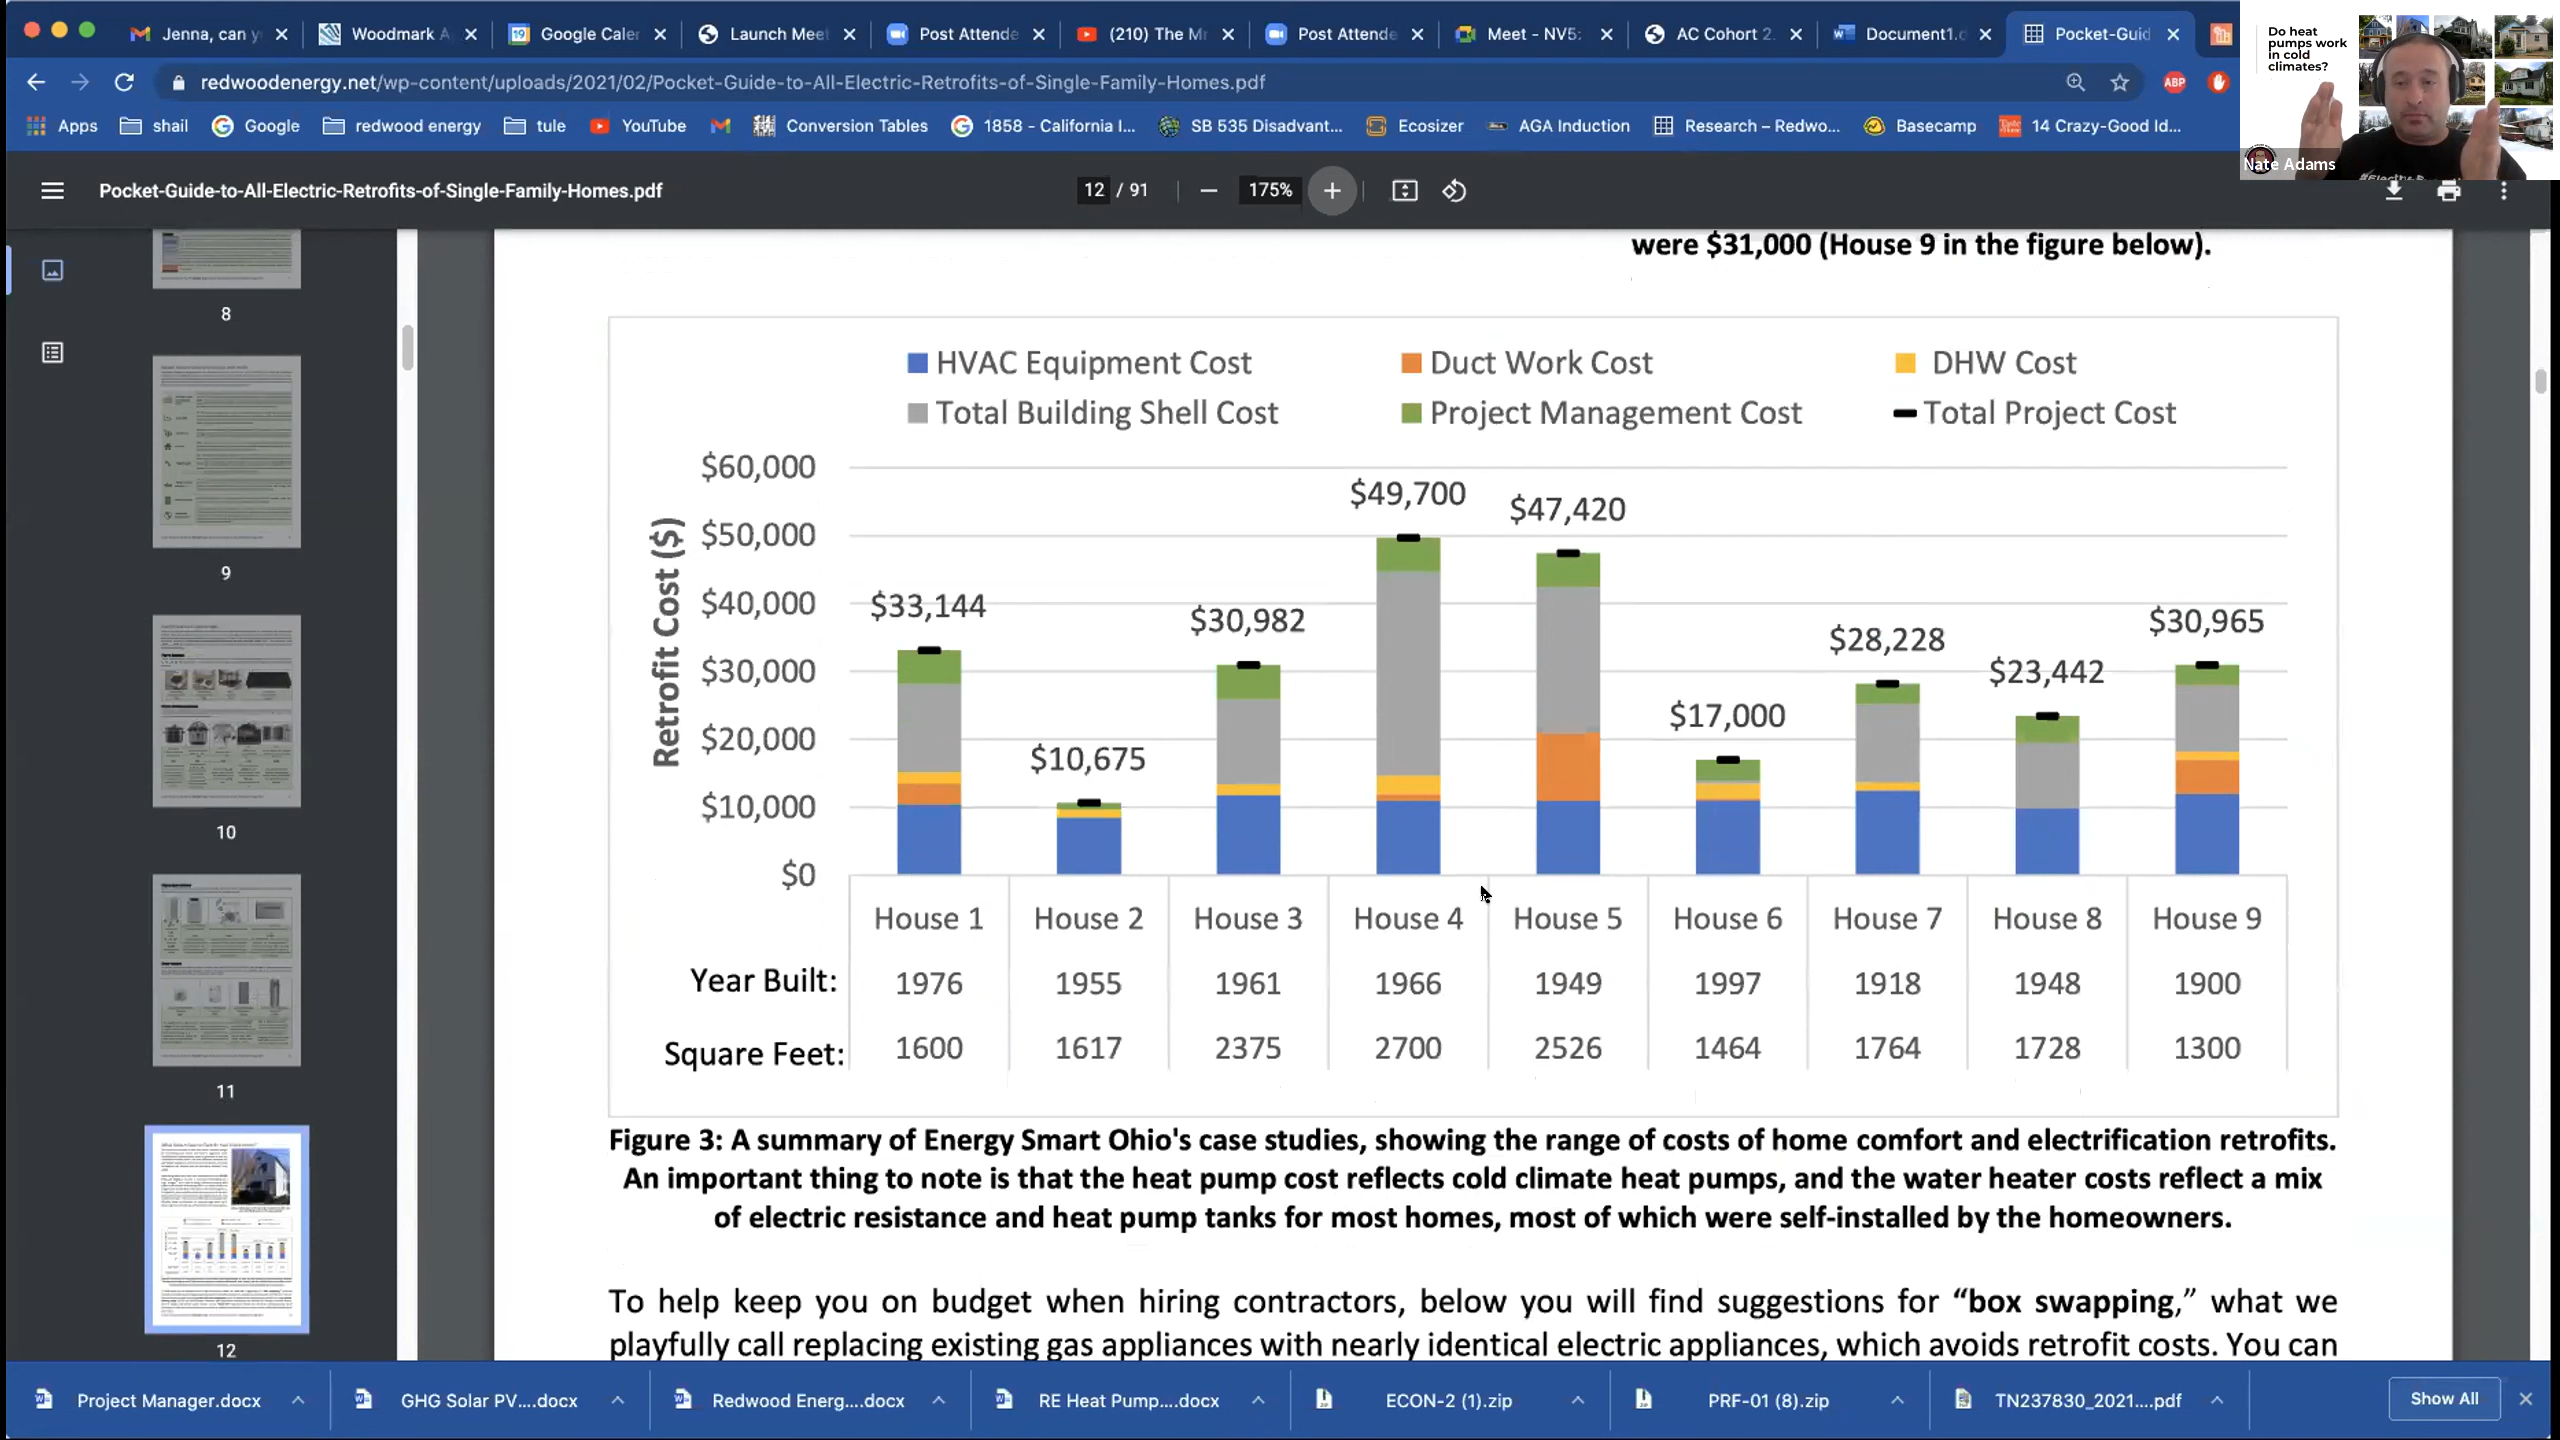 Jenna, can y
Woodmark A
Google Caler
Launch Meet
Post Attende
(210) The M
Post Attende
Meet - NV5:
AC Cohort 2.
Document1.d
Pocket-Guid
redwoodenergy.net/wp-content/uploads/2021/02/Pocket-Guide-to-All-Electric-Retrofits-of-Single-Family-Homes.pdf
ABP
Do heat
pumps work
in cold
climates?
Nate Adams
Apps
shail
Google
redwood energy
tule
YouTube
Conversion Tables
1858 - California I...
SB 535 Disadvant...
Ecosizer
AGA Induction
Research – Redwo...
Basecamp
14 Crazy-Good Id...
Pocket-Guide-to-All-Electric-Retrofits-of-Single-Family-Homes.pdf
12 / 91
175%
8
9
10
11
12
were $31,000 (House 9 in the figure below).
HVAC Equipment Cost Duct Work Cost DHW Cost
Total Building Shell Cost Project Management Cost Total Project Cost
Retrofit Cost ($)
$60,000
$50,000
$40,000
$30,000
$20,000
$10,000
$0
$33,144
$10,675
$30,982
$49,700
$47,420
$17,000
$28,228
$23,442
$30,965
House 1 House 2 House 3 House 4 House 5 House 6 House 7 House 8 House 9
Year Built: 1976 1955 1961 1966 1949 1997 1918 1948 1900
Square Feet: 1600 1617 2375 2700 2526 1464 1764 1728 1300
Figure 3: A summary of Energy Smart Ohio's case studies, showing the range of costs of home comfort and electrification retrofits.
An important thing to note is that the heat pump cost reflects cold climate heat pumps, and the water heater costs reflect a mix
of electric resistance and heat pump tanks for most homes, most of which were self-installed by the homeowners.
To help keep you on budget when hiring contractors, below you will find suggestions for “box swapping,” what we
playfully call replacing existing gas appliances with nearly identical electric appliances, which avoids retrofit costs. You can
Project Manager.docx
GHG Solar PV....docx
Redwood Energ....docx
RE Heat Pump....docx
ECON-2 (1).zip
PRF-01 (8).zip
TN237830_2021....pdf
Show All